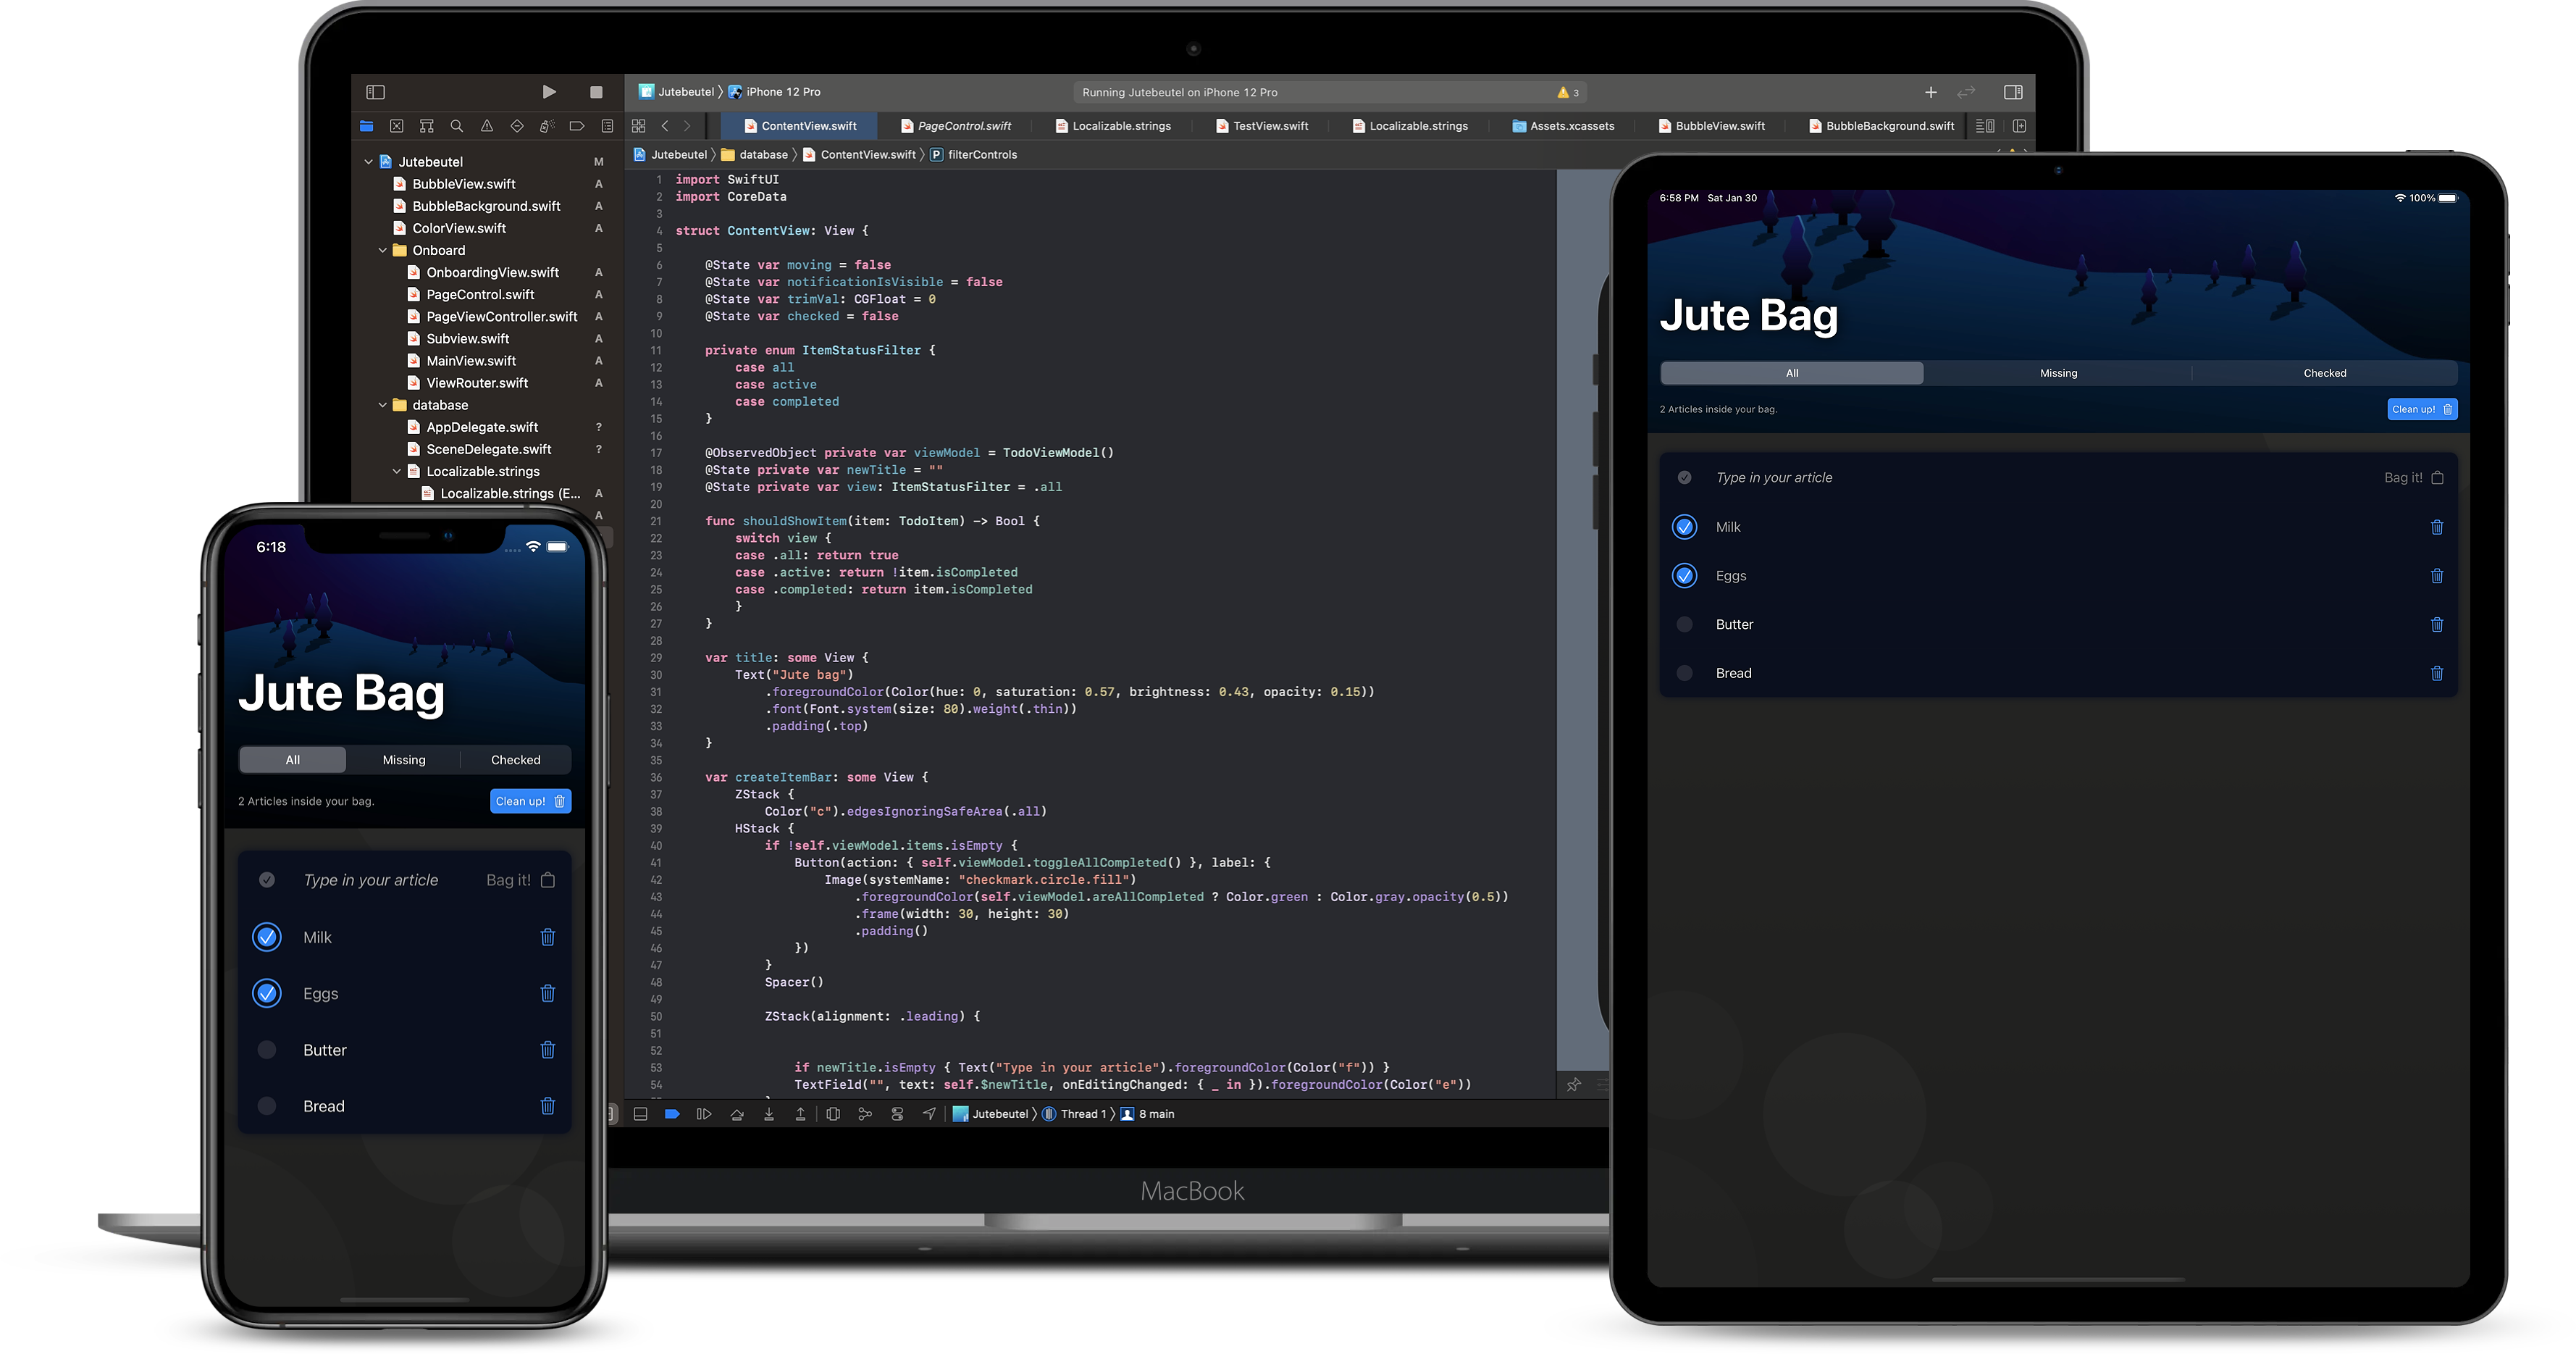 Jutebeutel 〉 iPhone 12 Pro
Running Jutebeutel on iPhone 12 Pro
3
ContentView.swift
PageControl.swift
Localizable.strings
TestView.swift
Localizable.strings
Assets.xcassets
BubbleView.swift
BubbleBackground.swift
Jutebeutel 〉 database 〉 ContentView.swift 〉 P filterControls
Jutebeutel M
BubbleView.swift A
BubbleBackground.swift A
ColorView.swift A
Onboard
OnboardingView.swift A
PageControl.swift A
PageViewController.swift A
Subview.swift A
MainView.swift A
ViewRouter.swift A
database
AppDelegate.swift ?
SceneDelegate.swift ?
Localizable.strings
Localizable.strings (E... A
A
1 import SwiftUI
2 import CoreData
3
4 struct ContentView: View {
5
6 @State var moving = false
7 @State var notificationIsVisible = false
8 @State var trimVal: CGFloat = 0
9 @State var checked = false
10
11 private enum ItemStatusFilter {
12 case all
13 case active
14 case completed
15 }
16
17 @ObservedObject private var viewModel = TodoViewModel()
18 @State private var newTitle = ""
19 @State private var view: ItemStatusFilter = .all
20
21 func shouldShowItem(item: TodoItem) -> Bool {
22 switch view {
23 case .all: return true
24 case .active: return !item.isCompleted
25 case .completed: return item.isCompleted
26 }
27 }
28
29 var title: some View {
30 Text("Jute bag")
31 .foregroundColor(Color(hue: 0, saturation: 0.57, brightness: 0.43, opacity: 0.15))
32 .font(Font.system(size: 80).weight(.thin))
33 .padding(.top)
34 }
35
36 var createItemBar: some View {
37 ZStack {
38 Color("c").edgesIgnoringSafeArea(.all)
39 HStack {
40 if !self.viewModel.items.isEmpty {
41 Button(action: { self.viewModel.toggleAllCompleted() }, label: {
42 Image(systemName: "checkmark.circle.fill")
43 .foregroundColor(self.viewModel.areAllCompleted ? Color.green : Color.gray.opacity(0.5))
44 .frame(width: 30, height: 30)
45 .padding()
46 })
47 }
48 Spacer()
49
50 ZStack(alignment: .leading) {
51
52
53 if newTitle.isEmpty { Text("Type in your article").foregroundColor(Color("f")) }
54 TextField("", text: self.$newTitle, onEditingChanged: { _ in }).foregroundColor(Color("e"))
Jutebeutel 〉 Thread 1 〉 8 main
MacBook
6:18
Jute Bag
All Missing Checked
2 Articles inside your bag. Clean up!
Type in your article Bag it!
Milk
Eggs
Butter
Bread
6:58 PM Sat Jan 30 100%
Jute Bag
All Missing Checked
2 Articles inside your bag. Clean up!
Type in your article Bag it!
Milk
Eggs
Butter
Bread